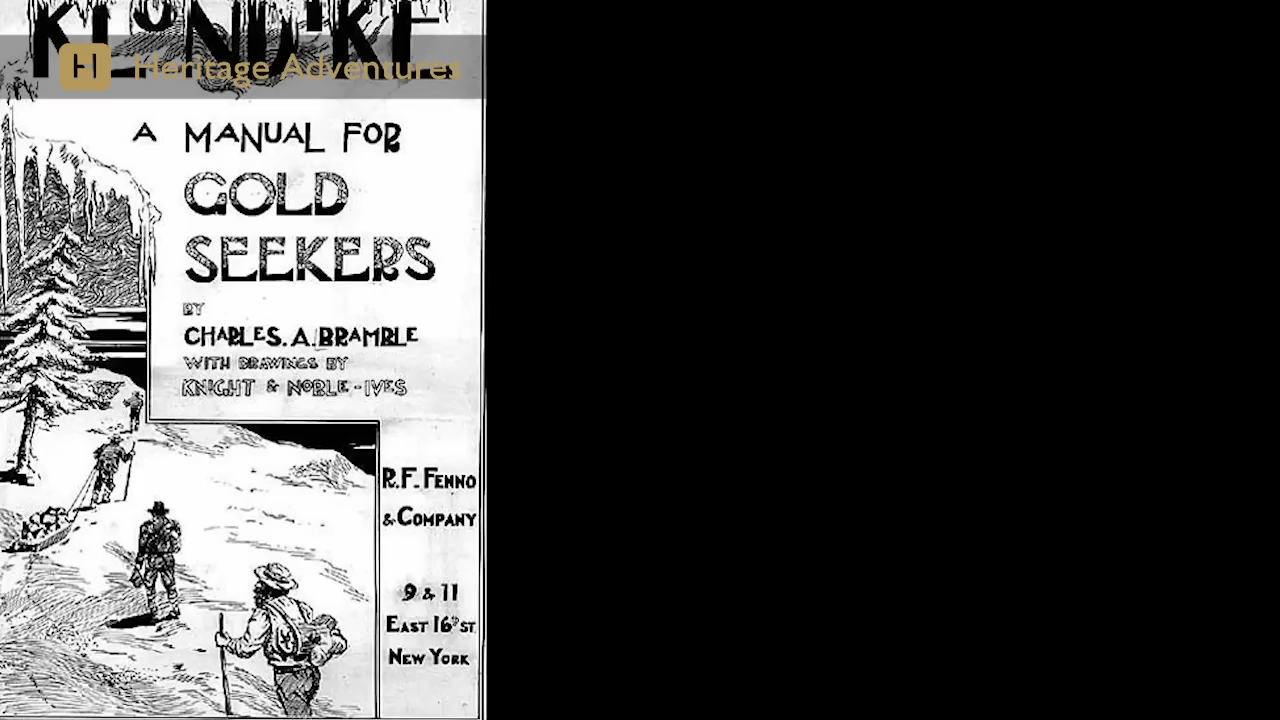 KLONDIKE
H Heritage Adventures
A MANUAL FOR
GOLD
SEEKERS
BY
CHARLES. A. BRAMBLE
WITH DRAWINGS BY
KNIGHT & NOBLE-IVES
R.F. FENNO
& COMPANY
9 & 11
EAST 16TH ST
NEW YORK